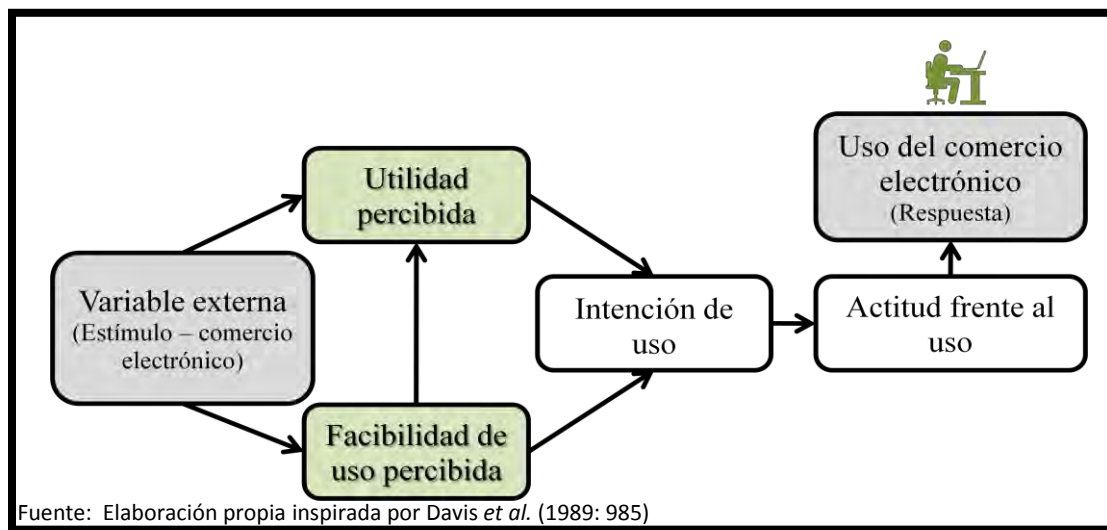 Uso del comercio
electrónico
(Respuesta)
Utilidad
percibida
Variable externa
(Estímulo – comercio
electrónico)
Intención de
uso
Actitud frente al
uso
Facibilidad de
uso percibida
Fuente: Elaboración propia inspirada por Davis et al. (1989: 985)